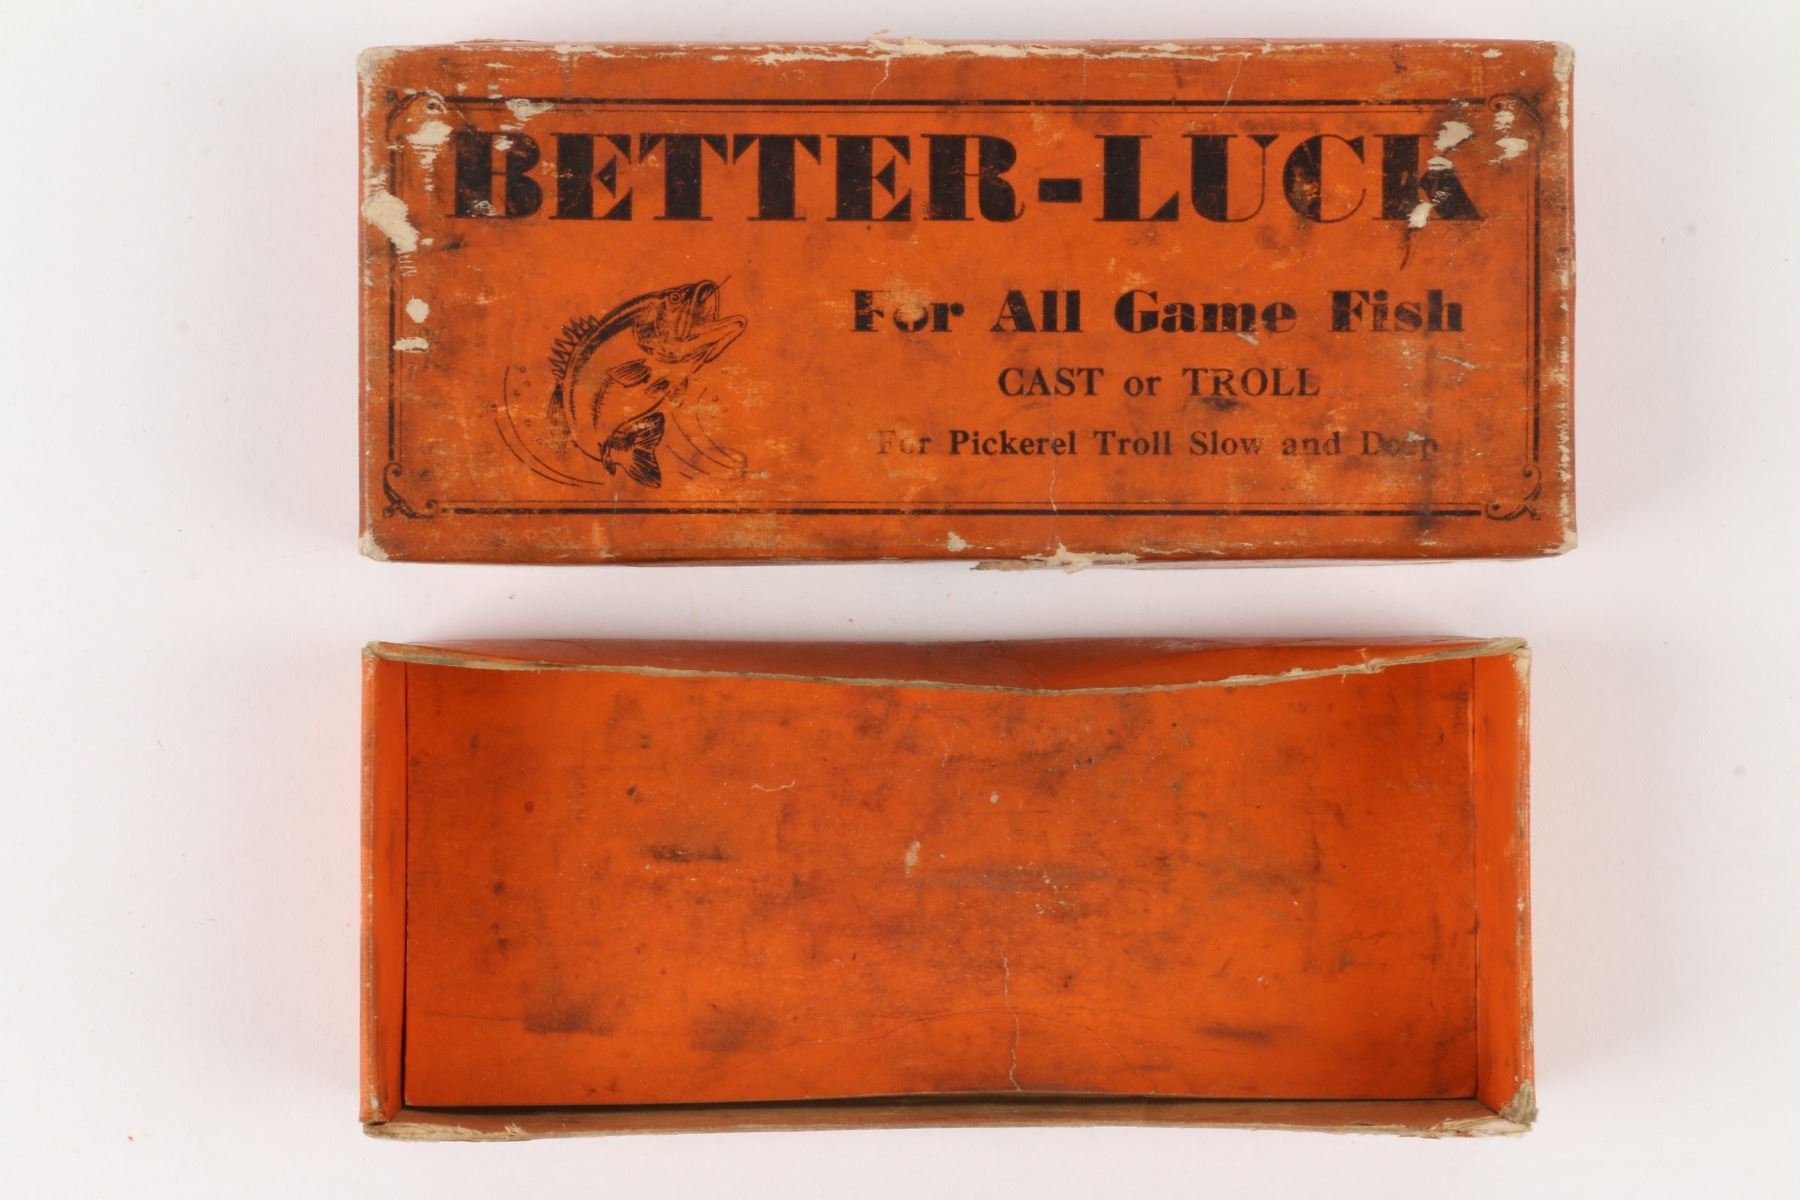 BETTER-LUCK
For All Game Fish
CAST or TROLL
For Pickerel Troll Slow and Deep